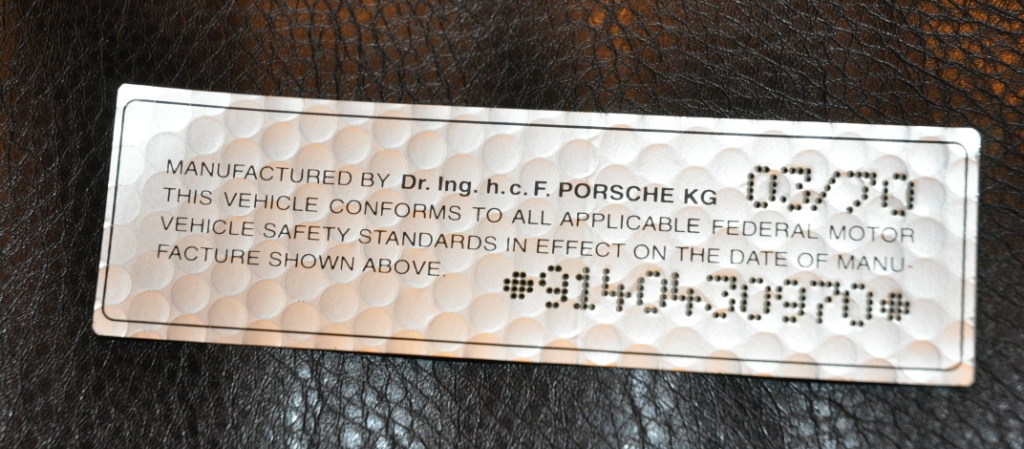 MANUFACTURED BY Dr. Ing. h. c. F. PORSCHE KG 03/70
THIS VEHICLE CONFORMS TO ALL APPLICABLE FEDERAL MOTOR
VEHICLE SAFETY STANDARDS IN EFFECT ON THE DATE OF MANU-
FACTURE SHOWN ABOVE. *9140430970*